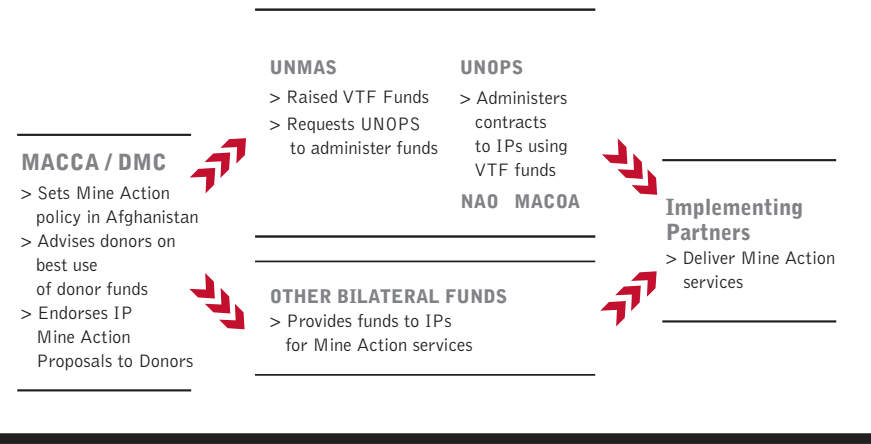 MACCA / DMC
> Sets Mine Action
policy in Afghanistan
> Advises donors on
best use
of donor funds
> Endorses IP
Mine Action
Proposals to Donors
UNMAS
> Raised VTF Funds
> Requests UNOPS
to administer funds
UNOPS
> Administers
contracts
to IPs using
VTF funds
NAO MACOA
OTHER BILATERAL FUNDS
> Provides funds to IPs
for Mine Action services
Implementing
Partners
> Deliver Mine Action
services